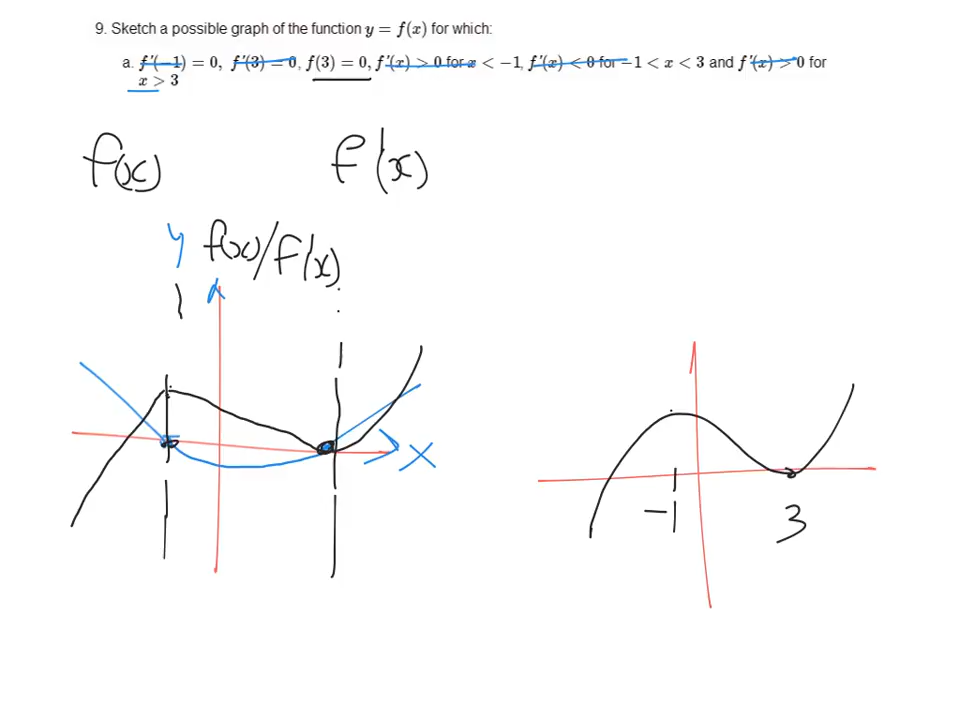 9. Sketch a possible graph of the function y = f(x) for which:
a. f′(−1) = 0, f′(3) = 0, f(3) = 0, f′(x) > 0 for x < −1, f′(x) < 0 for −1 < x < 3 and f′(x) > 0 for
x > 3
f(x) f'(x)
y f(x)/f'(x)
x
-1 3